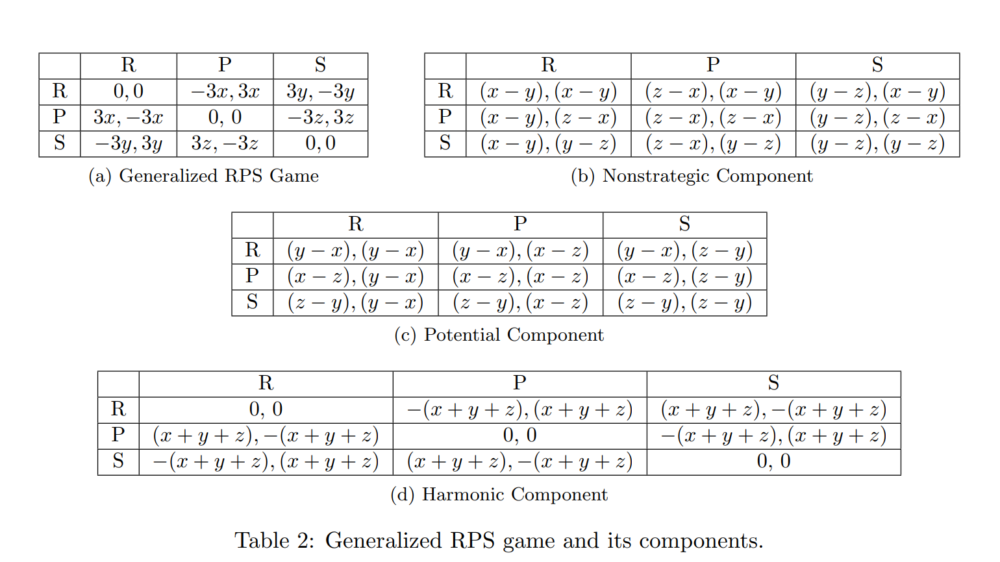 R P S
R 0, 0 −3x, 3x 3y, −3y
P 3x, −3x 0, 0 −3z, 3z
S −3y, 3y 3z, −3z 0, 0
(a) Generalized RPS Game
R P S
R (x − y), (x − y) (z − x), (x − y) (y − z), (x − y)
P (x − y), (z − x) (z − x), (z − x) (y − z), (z − x)
S (x − y), (y − z) (z − x), (y − z) (y − z), (y − z)
(b) Nonstrategic Component
R P S
R (y − x), (y − x) (y − x), (x − z) (y − x), (z − y)
P (x − z), (y − x) (x − z), (x − z) (x − z), (z − y)
S (z − y), (y − x) (z − y), (x − z) (z − y), (z − y)
(c) Potential Component
R P S
R 0, 0 −(x + y + z), (x + y + z) (x + y + z), −(x + y + z)
P (x + y + z), −(x + y + z) 0, 0 −(x + y + z), (x + y + z)
S −(x + y + z), (x + y + z) (x + y + z), −(x + y + z) 0, 0
(d) Harmonic Component
Table 2: Generalized RPS game and its components.